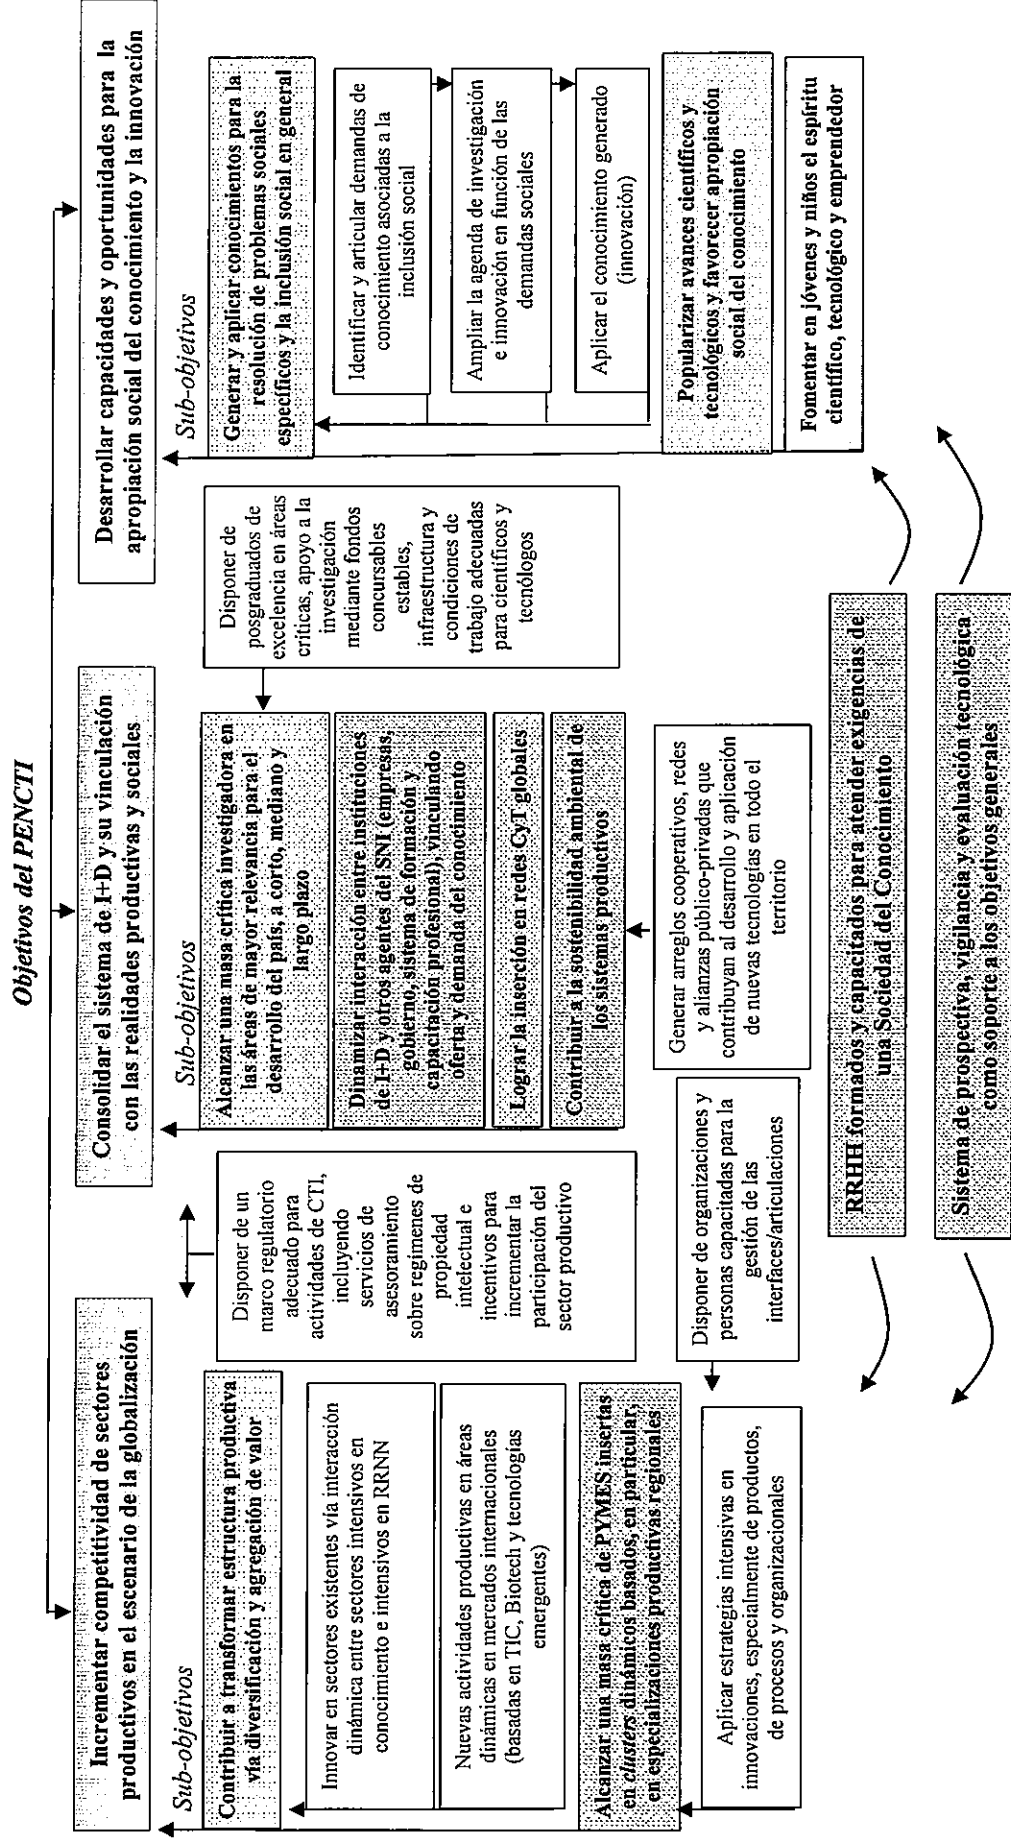 Objetivos del PENCTI
Incrementar competitividad de sectores
productivos en el escenario de la globalización
Sub-objetivos
Contribuir a transformar estructura productiva
vía diversificación y agregación de valor
Innovar en sectores existentes vía interacción
dinámica entre sectores intensivos en
conocimiento e intensivos en RRNN
Nuevas actividades productivas en áreas
dinámicas en mercados internacionales
(basadas en TIC, Biotech y tecnologías
emergentes)
Alcanzar una masa crítica de PYMES insertas
en clusters dinámicos basados, en particular,
en especializaciones productivas regionales
Aplicar estrategias intensivas en
innovaciones, especialmente de productos,
de procesos y organizacionales
Disponer de un
marco regulatorio
adecuado para
actividades de CTI,
incluyendo
servicios de
asesoramiento
sobre regimenes de
propiedad
intelectual e
incentivos para
incrementar la
participación del
sector productivo
Disponer de organizaciones y
personas capacitadas para la
gestión de las
interfaces/articulaciones
Consolidar el sistema de I+D y su vinculación
con las realidades productivas y sociales
Sub-objetivos
Alcanzar una masa crítica investigadora en
las áreas de mayor relevancia para el
desarrollo del país, a corto, mediano y
largo plazo
Dinamizar interacción entre instituciones
de I+D y otros agentes del SNI (empresas,
gobierno, sistema de formación y
capacitación profesional), vinculando
oferta y demanda del conocimiento
Lograr la inserción en redes CyT globales
Contribuir a la sostenibilidad ambiental de
los sistemas productivos
Generar arreglos cooperativos, redes
y alianzas público-privadas que
contribuyan al desarrollo y aplicación
de nuevas tecnologías en todo el
territorio
Disponer de
posgraduados de
excelencia en áreas
críticas, apoyo a la
investigación
mediante fondos
concursables
estables,
infraestructura y
condiciones de
trabajo adecuadas
para científicos y
tecnólogos
Desarrollar capacidades y oportunidades para la
apropiación social del conocimiento y la innovación
Sub-objetivos
Generar y aplicar conocimientos para la
resolución de problemas sociales
específicos y la inclusión social en general
Identificar y articular demandas de
conocimiento asociadas a la
inclusión social
Ampliar la agenda de investigación
e innovación en función de las
demandas sociales
Aplicar el conocimiento generado
(innovación)
Popularizar avances científicos y
tecnológicos y favorecer apropiación
social del conocimiento
Fomentar en jóvenes y niños el espíritu
científico, tecnológico y emprendedor
RRHH formados y capacitados para atender exigencias de
una Sociedad del Conocimiento
Sistema de prospectiva, vigilancia y evaluación tecnológica
como soporte a los objetivos generales